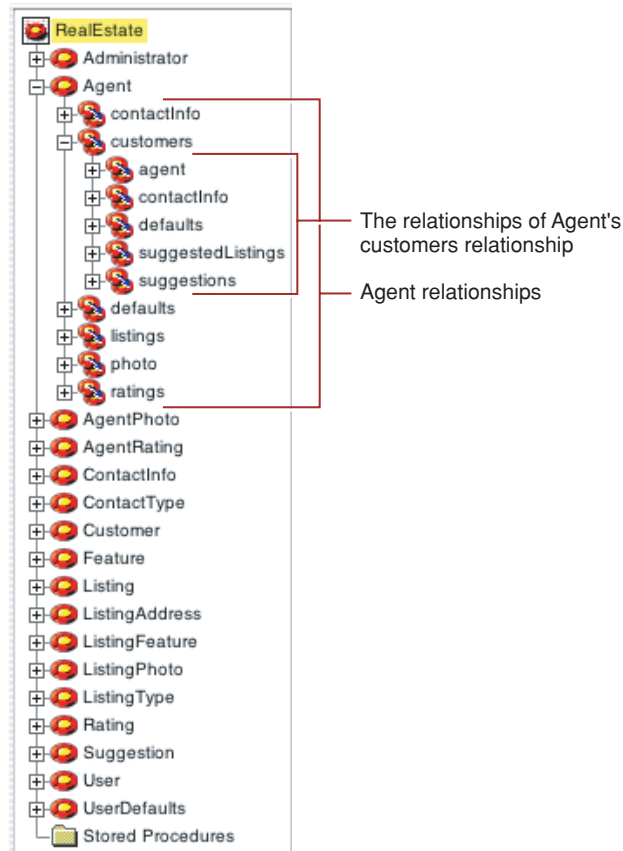 RealEstate
Administrator
Agent
contactInfo
customers
agent
contactInfo
defaults
suggestedListings
suggestions
defaults
listings
photo
ratings
AgentPhoto
AgentRating
ContactInfo
ContactType
Customer
Feature
Listing
ListingAddress
ListingFeature
ListingPhoto
ListingType
Rating
Suggestion
User
UserDefaults
Stored Procedures
The relationships of Agent's
customers relationship
Agent relationships